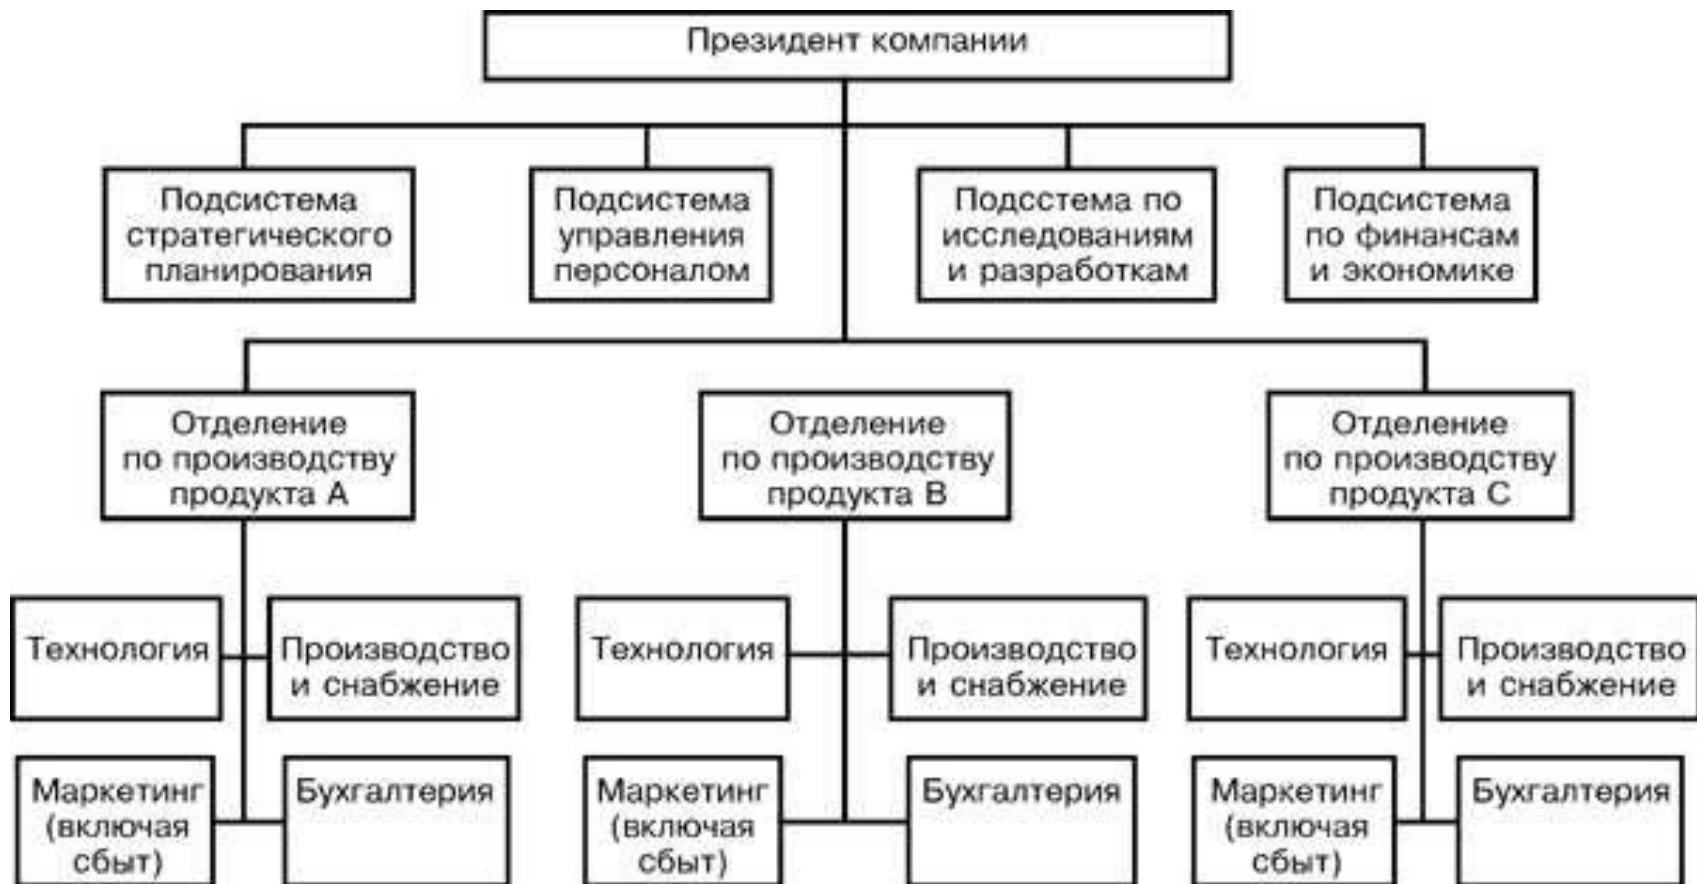 Президент компании
Подсистема
стратегического
планирования
Подсистема
управления
персоналом
Подсстема по
исследованиям
и разработкам
Подсистема
по финансам
и экономике
Отделение
по производству
продукта А
Отделение
по производству
продукта В
Отделение
по производству
продукта С
Технология
Производство
и снабжение
Технология
Производство
и снабжение
Технология
Производство
и снабжение
Маркетинг
(включая
сбыт)
Бухгалтерия
Маркетинг
(включая
сбыт)
Бухгалтерия
Маркетинг
(включая
сбыт)
Бухгалтерия